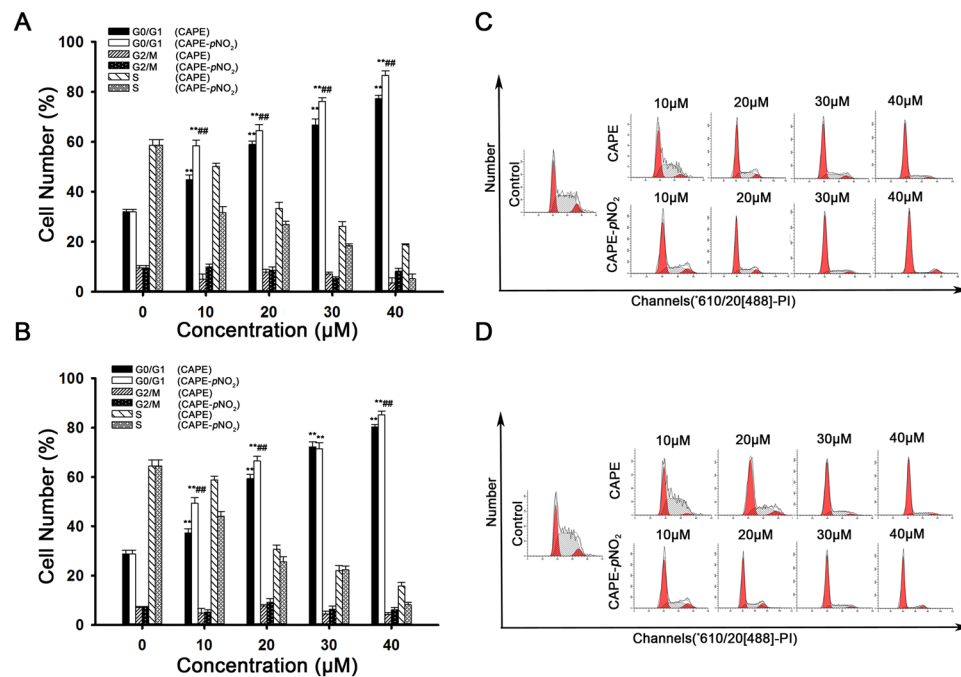 A
G0/G1 (CAPE)
G0/G1 (CAPE-pNO2)
G2/M (CAPE)
G2/M (CAPE-pNO2)
S (CAPE)
S (CAPE-pNO2)
Cell Number (%)
100
80
60
40
20
0
** **## ** **## ** **## ** **##
0 10 20 30 40
Concentration (µM)
B
G0/G1 (CAPE)
G0/G1 (CAPE-pNO2)
G2/M (CAPE)
G2/M (CAPE-pNO2)
S (CAPE)
S (CAPE-pNO2)
Cell Number (%)
100
80
60
40
20
0
** **## ** **## ** ** ** **##
0 10 20 30 40
Concentration (µM)
C
Number
Control
CAPE
10µM 20µM 30µM 40µM
CAPE-pNO2
10µM 20µM 30µM 40µM
Channels(*610/20[488]-PI)
D
Number
Control
CAPE
10µM 20µM 30µM 40µM
CAPE-pNO2
10µM 20µM 30µM 40µM
Channels(*610/20[488]-PI)